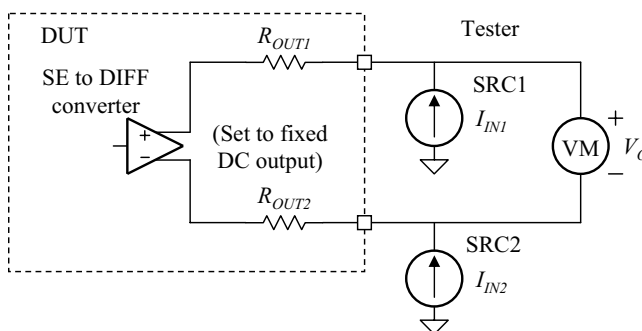 DUT
R_OUT1
Tester
SE to DIFF
converter
SRC1
I_IN1
+
−
(Set to fixed
DC output)
+
VM
−
R_OUT2
SRC2
I_IN2